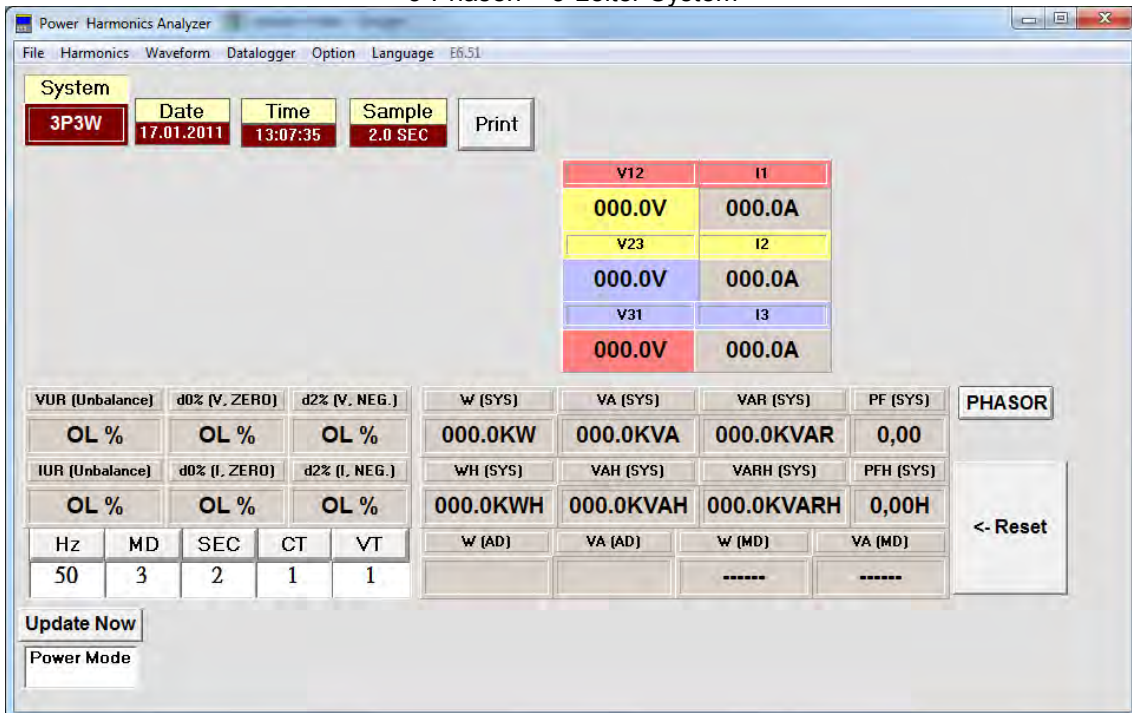 3 Phasen – 3 Leiter System
Power Harmonics Analyzer
File Harmonics Waveform Datalogger Option Language E6.51
System
3P3W
Date Time Sample
17.01.2011 13:07:35 2.0 SEC
Print
V12 I1
000.0V 000.0A
V23 I2
000.0V 000.0A
V31 I3
000.0V 000.0A
VUR (Unbalance) d0% (V, ZERO) d2% (V, NEG.) W (SYS) VA (SYS) VAR (SYS) PF (SYS) PHASOR
OL % OL % OL % 000.0KW 000.0KVA 000.0KVAR 0,00
IUR (Unbalance) d0% (I, ZERO) d2% (I, NEG.) WH (SYS) VAH (SYS) VARH (SYS) PFH (SYS)
OL % OL % OL % 000.0KWH 000.0KVAH 000.0KVARH 0,00H
<- Reset
Hz MD SEC CT VT W (AD) VA (AD) W (MD) VA (MD)
50 3 2 1 1 ------ ------
Update Now
Power Mode